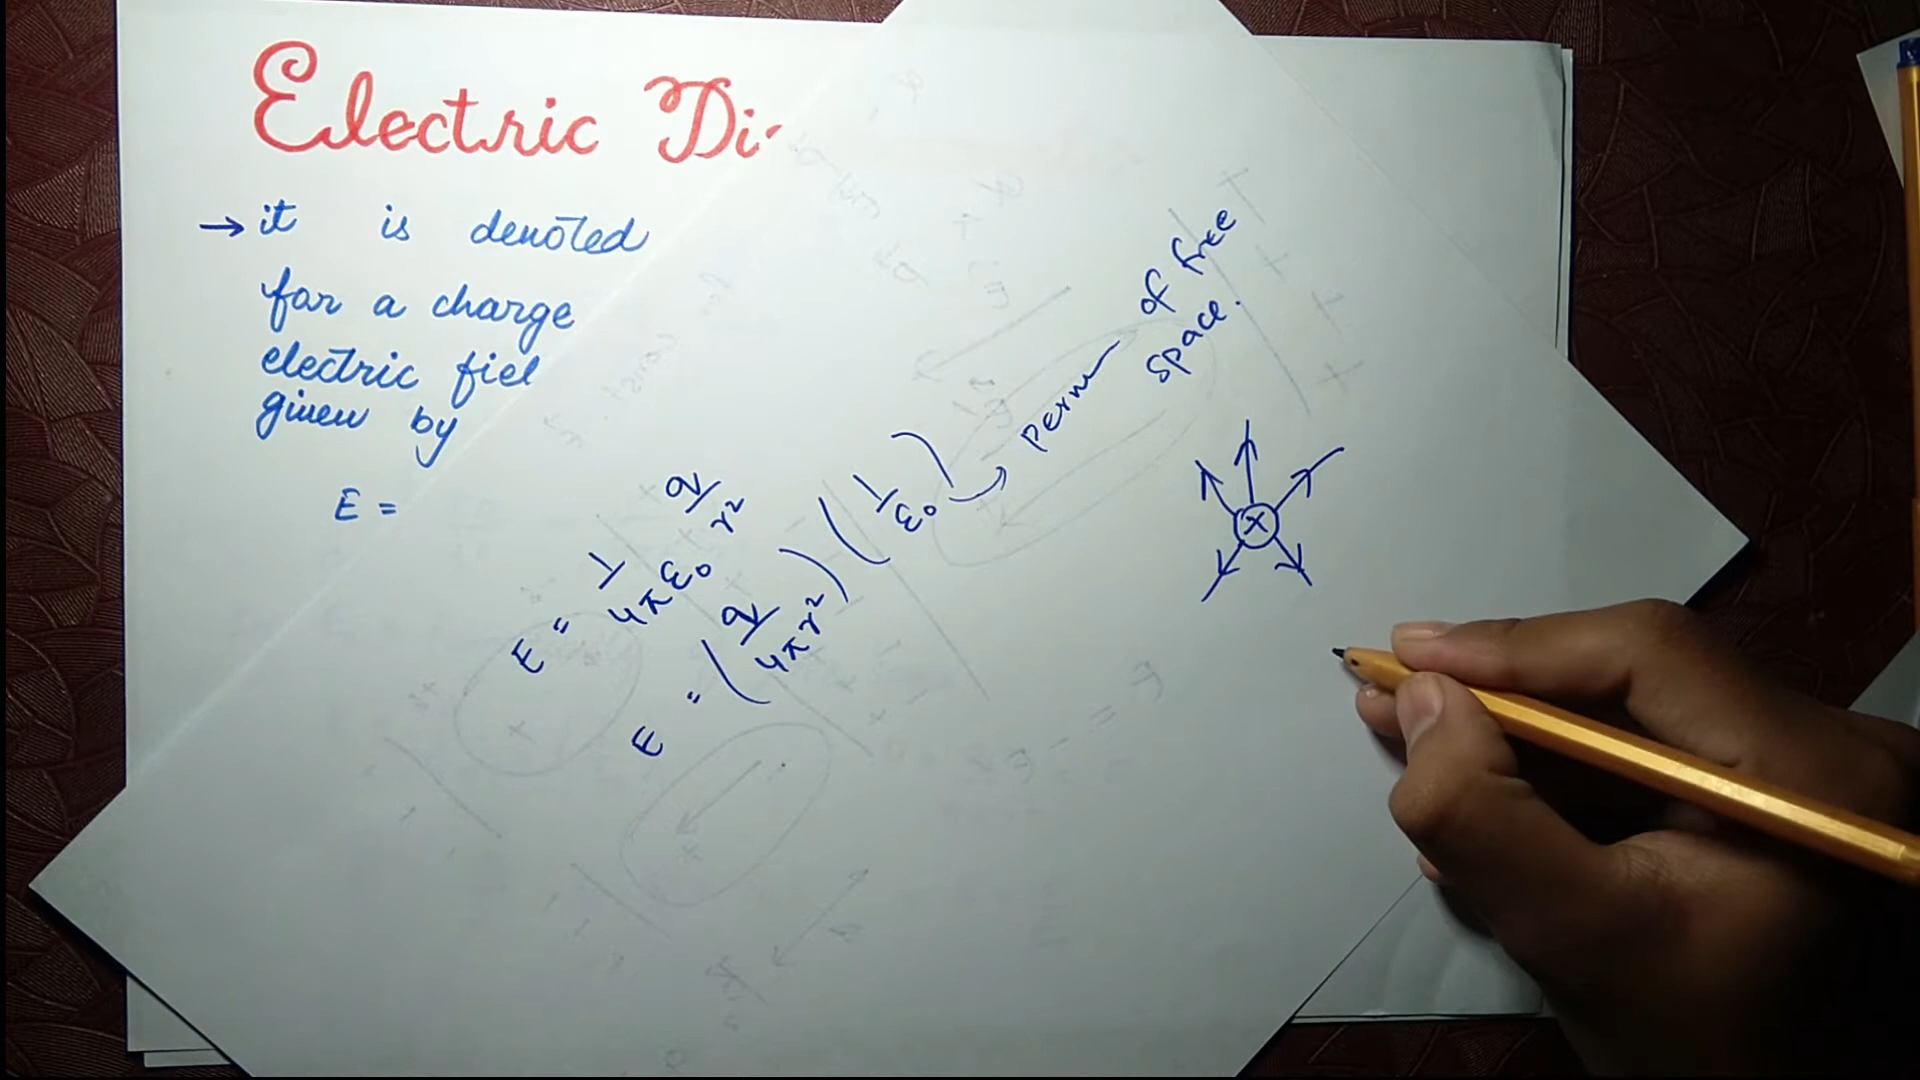 Electric Di
→ it is denoted
for a charge
electric fiel
given by
E =
E = 1/4πε₀ q/r²
E = (q/4πr²) (1/ε₀) → Perm of free
space.
+